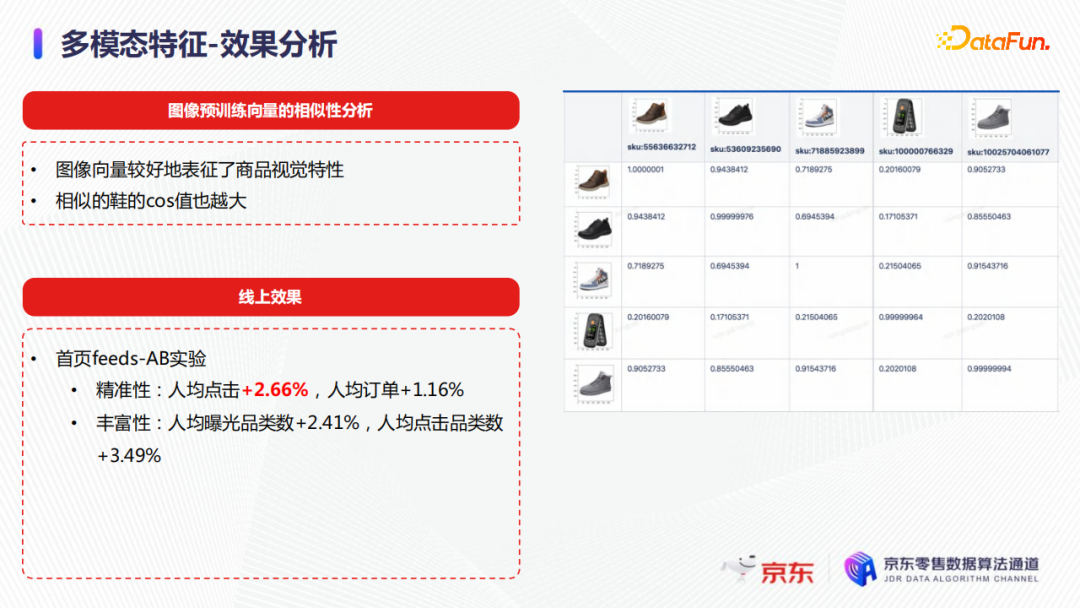 多模态特征-效果分析
DataFun.
图像预训练向量的相似性分析
• 图像向量较好地表征了商品视觉特性
• 相似的鞋的cos值也越大
线上效果
• 首页feeds-AB实验
• 精准性：人均点击+2.66%，人均订单+1.16%
• 丰富性：人均曝光品类数+2.41%，人均点击品类数
+3.49%
sku:55636632712 sku:53609235690 sku:71885923899 sku:100000766329 sku:10025704061077
1.0000001 0.9438412 0.7189275 0.20160079 0.9052733
0.9438412 0.99999976 0.6945394 0.17105371 0.85550463
0.7189275 0.6945394 1 0.21504065 0.91543716
0.20160079 0.17105371 0.21504065 0.99999964 0.2020108
0.9052733 0.85550463 0.91543716 0.2020108 0.99999994
京东
京东零售数据算法通道
JDR DATA ALGORITHM CHANNEL